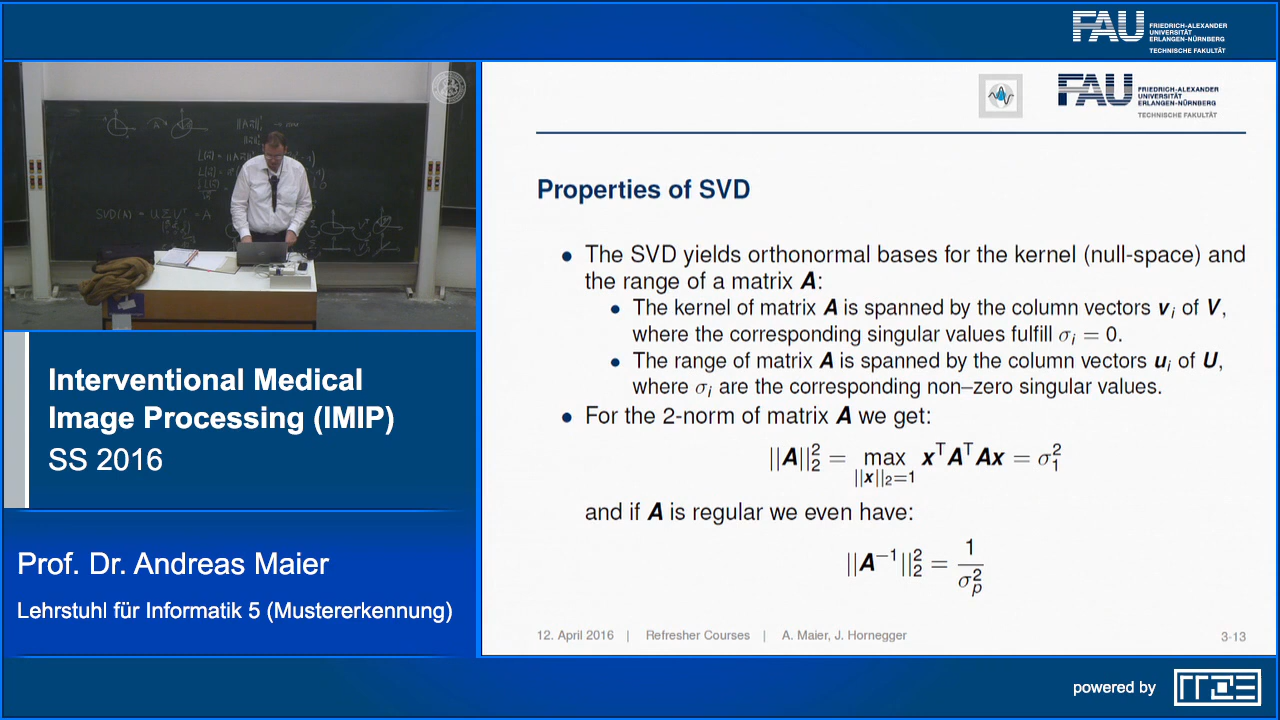 FAU
FRIEDRICH-ALEXANDER
UNIVERSITÄT
ERLANGEN-NÜRNBERG
TECHNISCHE FAKULTÄT
SVD(A) = U Σ Vᵀ = A
Interventional Medical
Image Processing (IMIP)
SS 2016
Prof. Dr. Andreas Maier
Lehrstuhl für Informatik 5 (Mustererkennung)
FAU
FRIEDRICH-ALEXANDER
UNIVERSITÄT
ERLANGEN-NÜRNBERG
TECHNISCHE FAKULTÄT
Properties of SVD
• The SVD yields orthonormal bases for the kernel (null-space) and
the range of a matrix A:
• The kernel of matrix A is spanned by the column vectors vᵢ of V,
where the corresponding singular values fulfill σᵢ = 0.
• The range of matrix A is spanned by the column vectors uᵢ of U,
where σᵢ are the corresponding non–zero singular values.
• For the 2-norm of matrix A we get:
||A||₂² = max xᵀAᵀAx = σ₁²
||x||₂=1
and if A is regular we even have:
||A⁻¹||₂² = 1/σₚ²
12. April 2016 | Refresher Courses | A. Maier, J. Hornegger 3-13
powered by